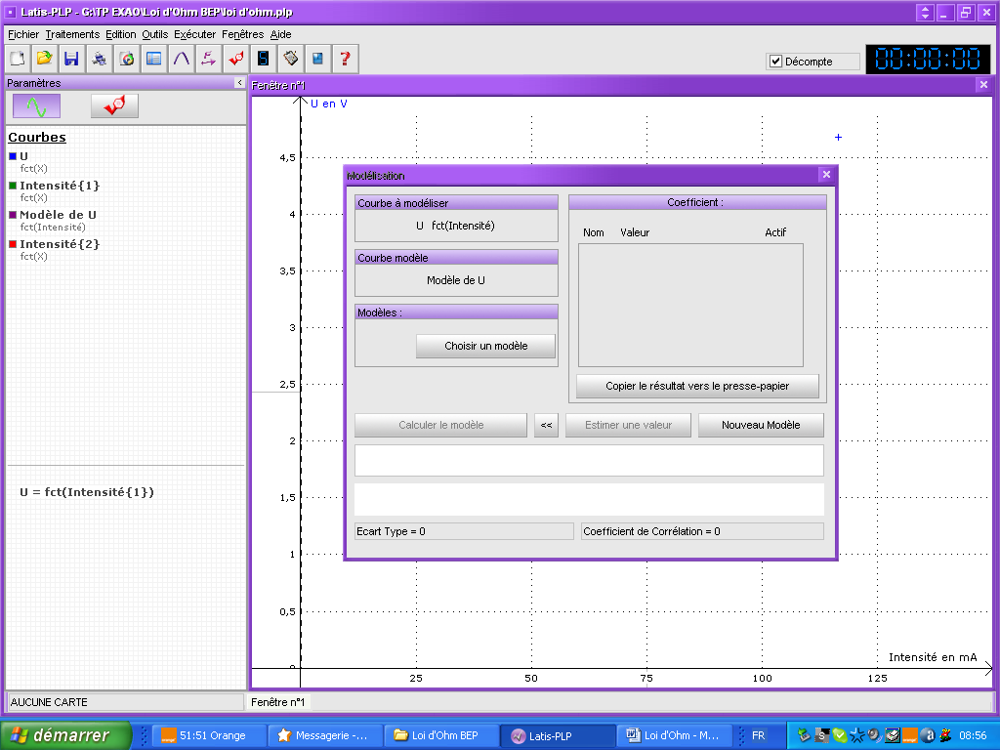 Latis-PLP - G:\TP EXAO\Loi d'Ohm BEP\loi d'ohm.plp
Fichier Traitements Edition Outils Exécuter Fenêtres Aide
Décompte
00:00:00
Paramètres
<
Fenêtre n°1
Courbes
U
fct(X)
Intensité{1}
fct(X)
Modèle de U
fct(Intensité)
Intensité{2}
fct(X)
U = fct(Intensité{1})
U en V
4,5
4
3,5
3
2,5
2
1,5
1
0,5
0
25 50 75 100 125
Intensité en mA
Modélisation
Courbe à modéliser
U fct(Intensité)
Courbe modèle
Modèle de U
Modèles :
Choisir un modèle
Coefficient :
Nom Valeur Actif
Copier le résultat vers le presse-papier
Calculer le modèle << Estimer une valeur Nouveau Modèle
Ecart Type = 0 Coefficient de Corrélation = 0
AUCUNE CARTE
Fenêtre n°1
démarrer 51:51 Orange Messagerie -... Loi d'Ohm BEP Latis-PLP Loi d'Ohm - M... FR 08:56